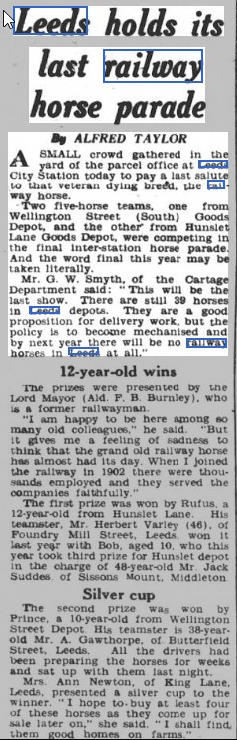 Leeds holds its
last railway
horse parade
By ALFRED TAYLOR
A SMALL crowd gathered in the
yard of the parcel office at Leeds
City Station today to pay a last salute
to that veteran dying breed, the rail-
way horse.
Two five-horse teams, one from
Wellington Street (South) Goods
Depot, and the other from Hunslet
Lane Goods Depot, were competing in
the final inter-station horse parade.
And the word final this year may be
taken literally.
Mr. G. W. Smyth, of the Cartage
Department said: "This will be the
last show. There are still 39 horses
in Leeds depots. They are a good
proposition for delivery work, but the
policy is to become mechanised and
by next year there will be no railway
horses in Leeds at all."
12-year-old wins
The prizes were presented by the
Lord Mayor (Ald. F. B. Burnley), who
is a former railwayman.
"I am happy to be here among so
many old colleagues," he said. "But
it gives me a feeling of sadness to
think that the grand old railway horse
has almost had its day. When I joined
the railway in 1902 there were thou-
sands employed and they served the
companies faithfully."
The first prize was won by Rufus, a
12-year-old from Hunslet Lane. His
teamster, Mr. Herbert Varley (46), of
Foundry Mill Street, Leeds, won it
last year with Bob, aged 10, who this
year took third prize for Hunslet depot
in the charge of 48-year-old Mr. Jack
Suddes, of Sissons Mount, Middleton.
Silver cup
The second prize was won by
Prince, a 10-year-old from Wellington
Street Depot. His teamster is 38-year-
old Mr. A. Gawthorpe, of Butterfield
Street, Leeds. All the drivers had
been preparing the horses for weeks
and sat up with them last night.
Mrs. Ann Newton, of King Lane,
Leeds, presented a silver cup to the
winner. "I hope to buy at least four
of these horses as they come up for
sale later on," she said. "I shall find
them good homes on farms."